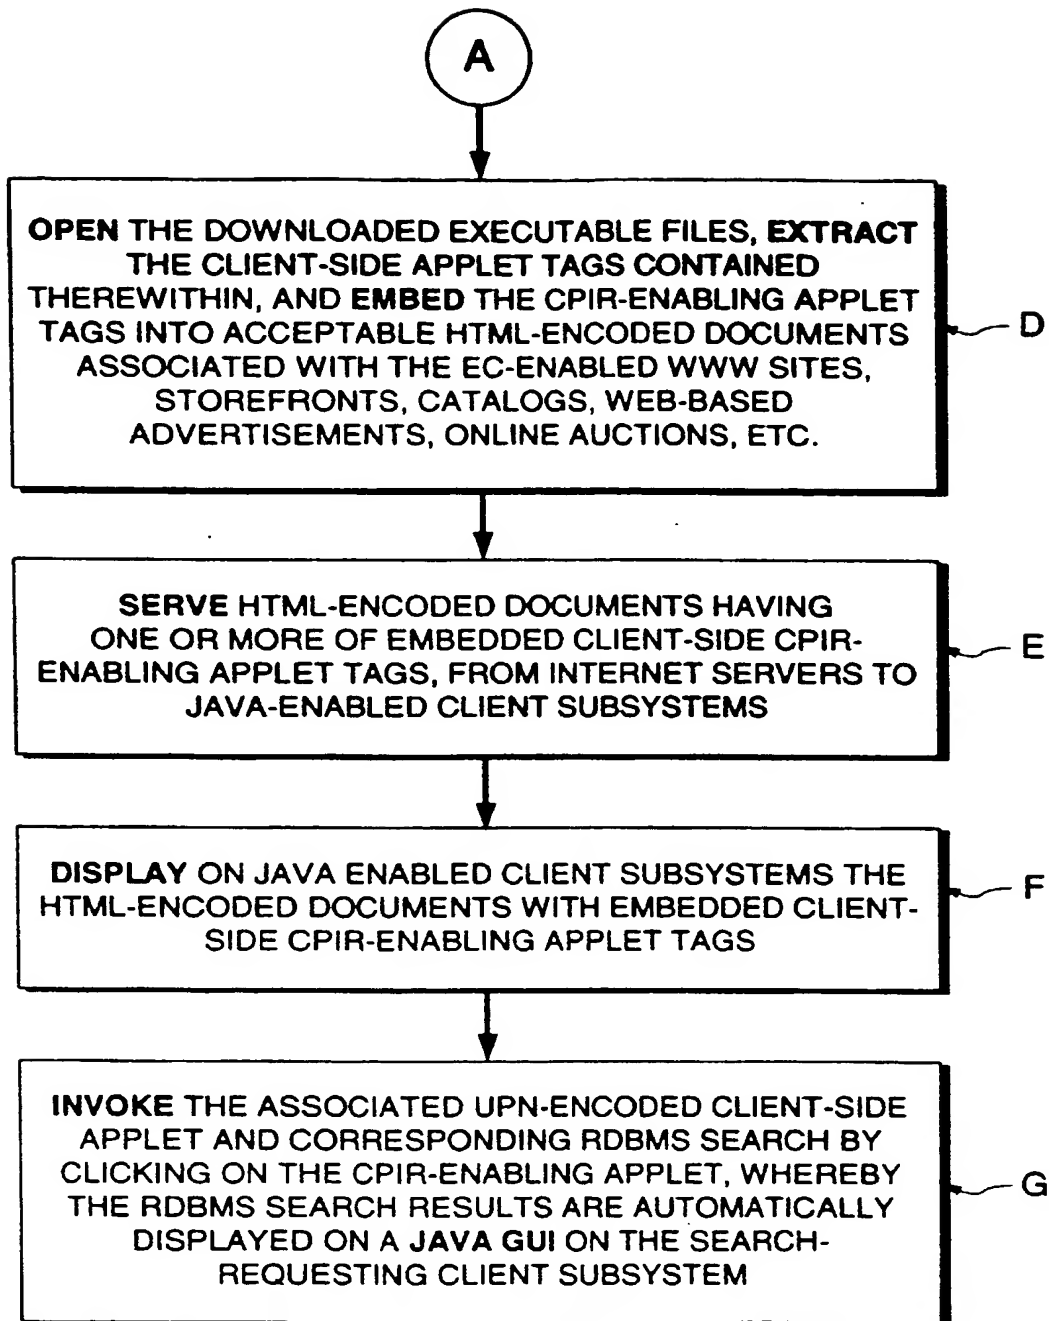 A
OPEN THE DOWNLOADED EXECUTABLE FILES, EXTRACT
THE CLIENT-SIDE APPLET TAGS CONTAINED
THEREWITHIN, AND EMBED THE CPIR-ENABLING APPLET
TAGS INTO ACCEPTABLE HTML-ENCODED DOCUMENTS
ASSOCIATED WITH THE EC-ENABLED WWW SITES,
STOREFRONTS, CATALOGS, WEB-BASED
ADVERTISEMENTS, ONLINE AUCTIONS, ETC.
D
SERVE HTML-ENCODED DOCUMENTS HAVING
ONE OR MORE OF EMBEDDED CLIENT-SIDE CPIR-
ENABLING APPLET TAGS, FROM INTERNET SERVERS TO
JAVA-ENABLED CLIENT SUBSYSTEMS
E
DISPLAY ON JAVA ENABLED CLIENT SUBSYSTEMS THE
HTML-ENCODED DOCUMENTS WITH EMBEDDED CLIENT-
SIDE CPIR-ENABLING APPLET TAGS
F
INVOKE THE ASSOCIATED UPN-ENCODED CLIENT-SIDE
APPLET AND CORRESPONDING RDBMS SEARCH BY
CLICKING ON THE CPIR-ENABLING APPLET, WHEREBY
THE RDBMS SEARCH RESULTS ARE AUTOMATICALLY
DISPLAYED ON A JAVA GUI ON THE SEARCH-
REQUESTING CLIENT SUBSYSTEM
G